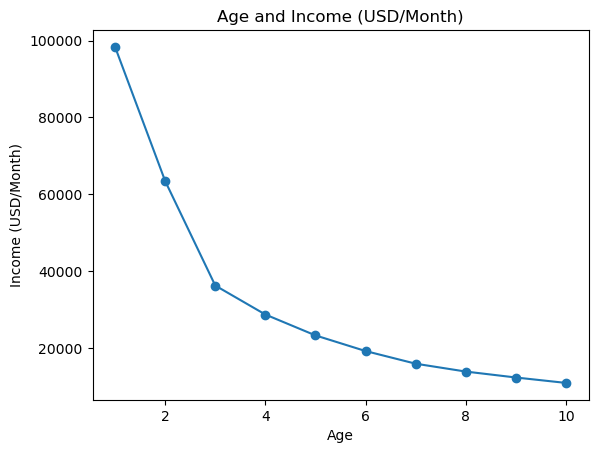 Age and Income (USD/Month)
100000
80000
60000
40000
20000
Income (USD/Month)
2 4 6 8 10
Age